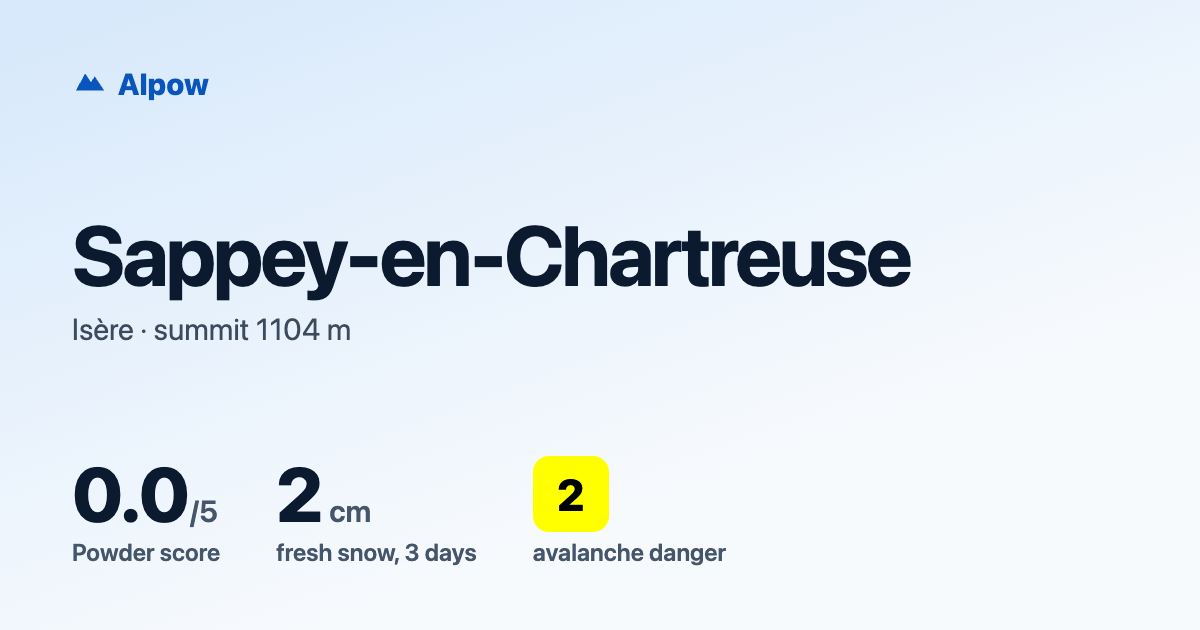 Alpow
Sappey-en-Chartreuse
Isère · summit 1104 m
0.0/5
Powder score
2 cm
fresh snow, 3 days
2
avalanche danger